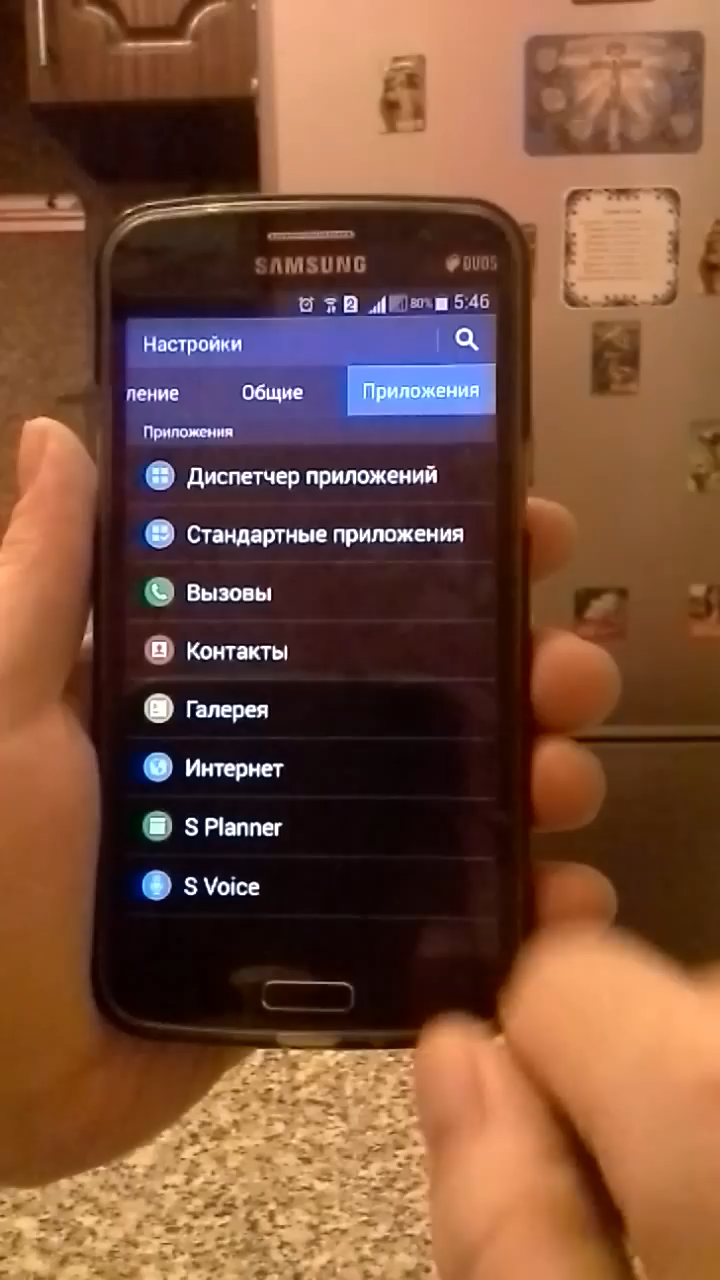 SAMSUNG
DUOS
2 80% 5:46
Настройки
ление Общие Приложения
Приложения
Диспетчер приложений
Стандартные приложения
Вызовы
Контакты
Галерея
Интернет
S Planner
S Voice